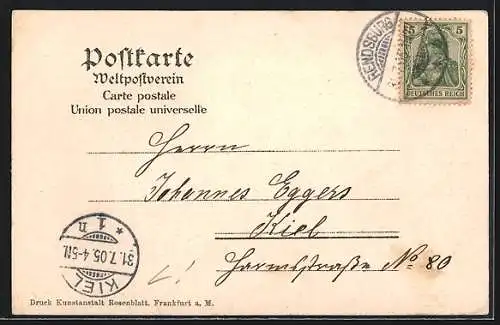 Postkarte
Weltpostverein
Carte postale
Union postale universelle
RENDSBURG
5 5
DEUTSCHES REICH
Herrn
Johannes Eggers
Kiel
Harmsstraße No 80
* 1 n
31.7.05.4-5N.
KIEL
Druck Kunstanstalt Rosenblatt, Frankfurt a. M.